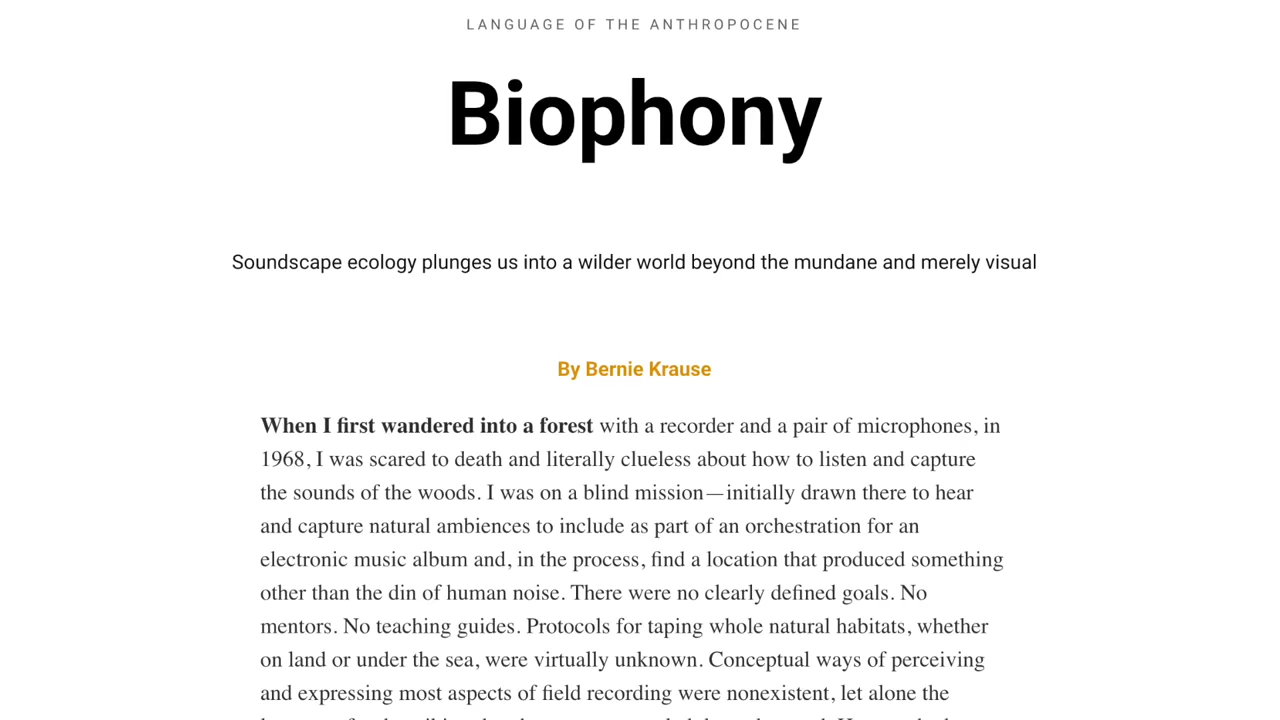 LANGUAGE OF THE ANTHROPOCENE
Biophony
Soundscape ecology plunges us into a wilder world beyond the mundane and merely visual
By Bernie Krause
When I first wandered into a forest with a recorder and a pair of microphones, in
1968, I was scared to death and literally clueless about how to listen and capture
the sounds of the woods. I was on a blind mission—initially drawn there to hear
and capture natural ambiences to include as part of an orchestration for an
electronic music album and, in the process, find a location that produced something
other than the din of human noise. There were no clearly defined goals. No
mentors. No teaching guides. Protocols for taping whole natural habitats, whether
on land or under the sea, were virtually unknown. Conceptual ways of perceiving
and expressing most aspects of field recording were nonexistent, let alone the